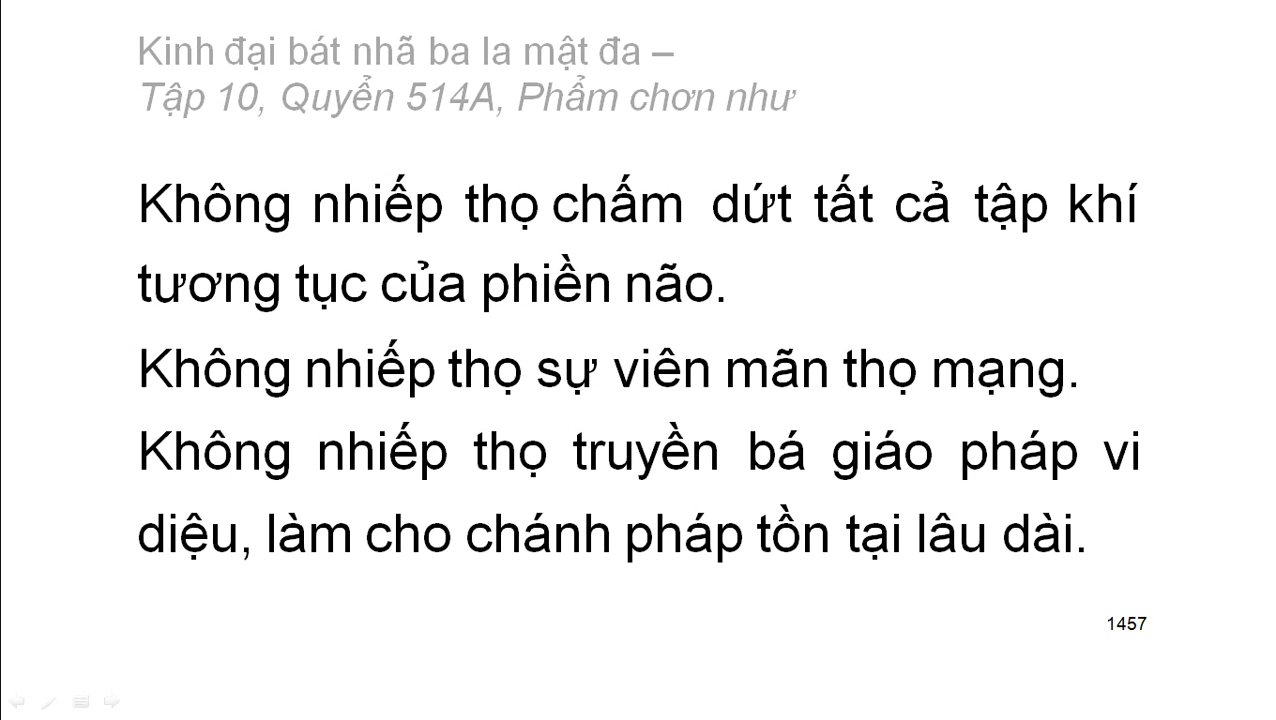 Kinh đại bát nhã ba la mật đa –
Tập 10, Quyển 514A, Phẩm chơn như
Không nhiếp thọ chấm dứt tất cả tập khí
tương tục của phiền não.
Không nhiếp thọ sự viên mãn thọ mạng.
Không nhiếp thọ truyền bá giáo pháp vi
diệu, làm cho chánh pháp tồn tại lâu dài.
1457